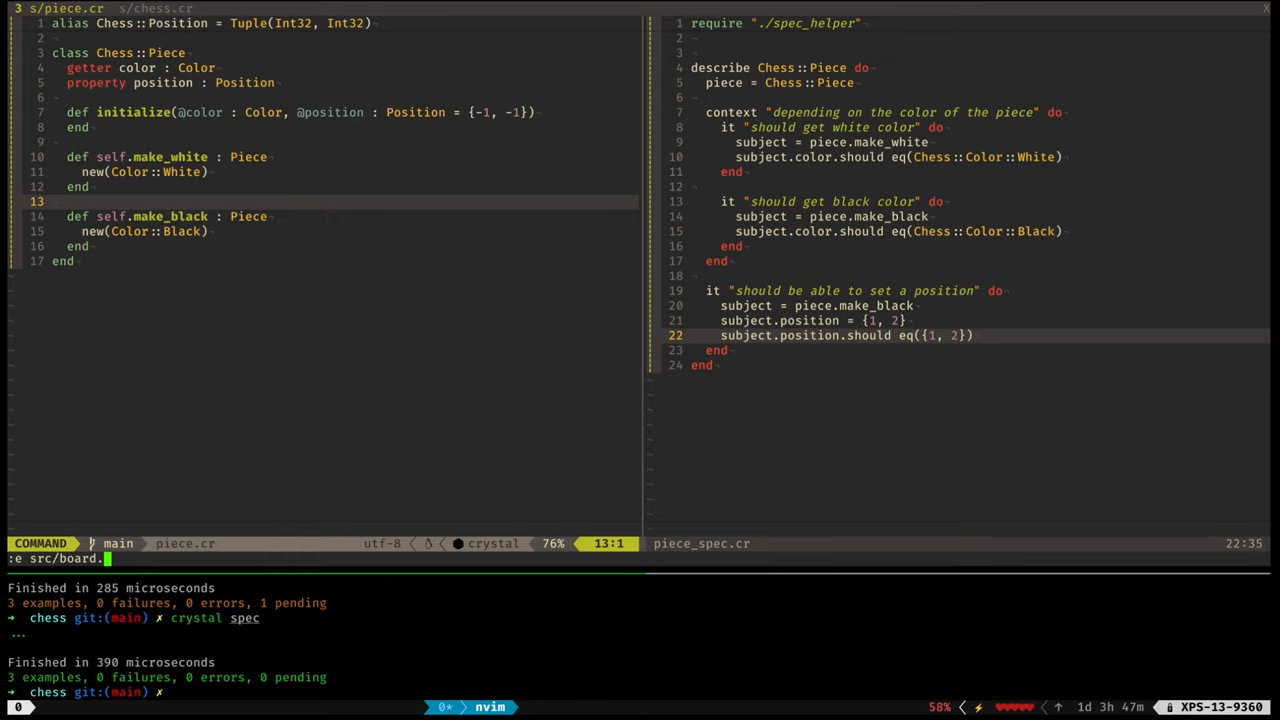 3 s/piece.cr s/chess.cr X
1 alias Chess::Position = Tuple(Int32, Int32)
2
3 class Chess::Piece
4 getter color : Color
5 property position : Position
6
7 def initialize(@color : Color, @position : Position = {-1, -1})
8 end
9
10 def self.make_white : Piece
11 new(Color::White)
12 end
13
14 def self.make_black : Piece
15 new(Color::Black)
16 end
17 end
1 require "./spec_helper"
2
3
4 describe Chess::Piece do
5 piece = Chess::Piece
6
7 context "depending on the color of the piece" do
8 it "should get white color" do
9 subject = piece.make_white
10 subject.color.should eq(Chess::Color::White)
11 end
12
13 it "should get black color" do
14 subject = piece.make_black
15 subject.color.should eq(Chess::Color::Black)
16 end
17 end
18
19 it "should be able to set a position" do
20 subject = piece.make_black
21 subject.position = {1, 2}
22 subject.position.should eq({1, 2})
23 end
24 end
COMMAND main piece.cr utf-8 crystal 76% 13:1 piece_spec.cr 22:35
:e src/board.
Finished in 285 microseconds
3 examples, 0 failures, 0 errors, 1 pending
➜ chess git:(main) ✗ crystal spec
...
Finished in 390 microseconds
3 examples, 0 failures, 0 errors, 0 pending
➜ chess git:(main) ✗
0 0* nvim 58% ⚡ ♥♥♥♥♥ ↑ 1d 3h 47m XPS-13-9360